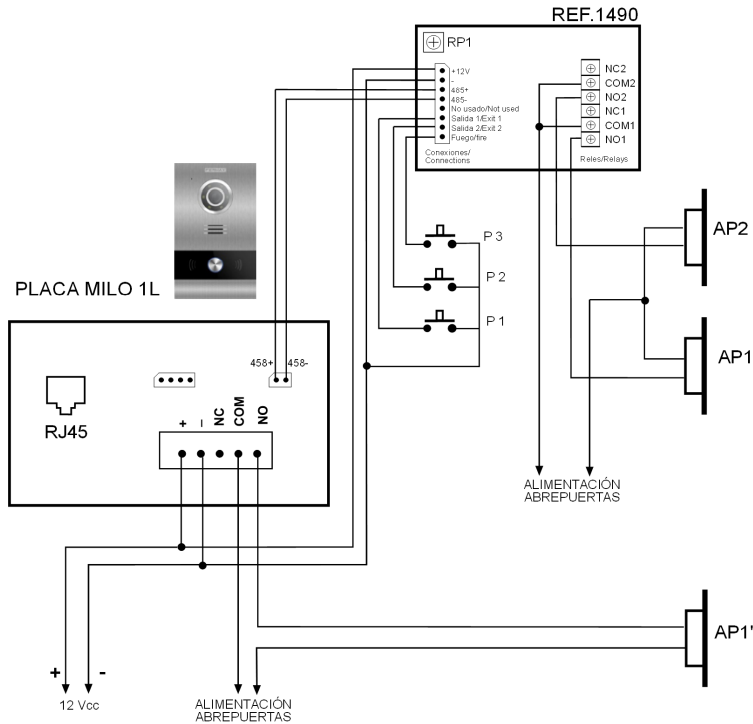 REF.1490
RP1
+12V
-
485+
485-
No usado/Not used
Salida 1/Exit 1
Salida 2/Exit 2
Fuego/fire
Conexiones/
Connections
NC2
COM2
NO2
NC1
COM1
NO1
Reles/Relays
P 3
P 2
P 1
AP2
AP1
PLACA MILO 1L
458+ 458-
RJ45
+ – NC COM NO
ALIMENTACIÓN
ABREPUERTAS
AP1'
+ -
12 Vcc
ALIMENTACIÓN
ABREPUERTAS